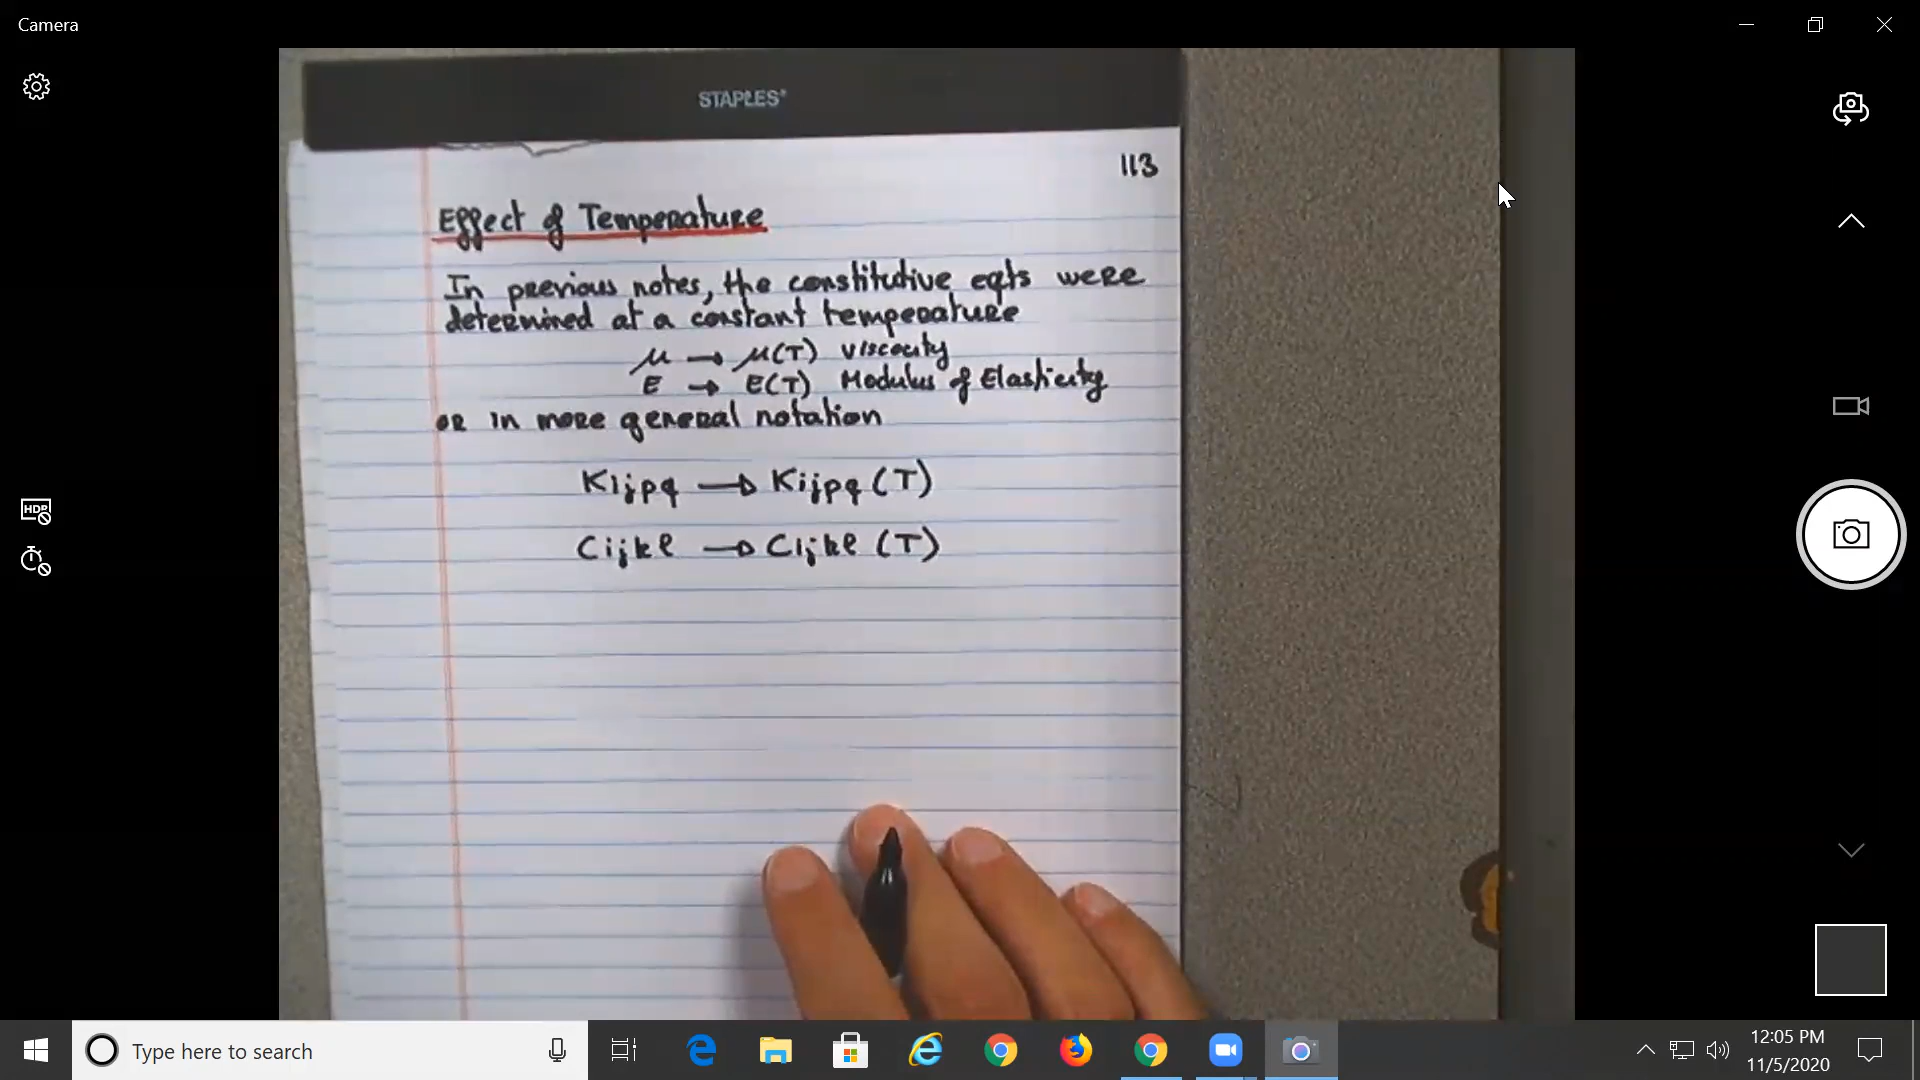 Camera
STAPLES
113
Effect of Temperature
In previous notes, the constitutive eqts were
determined at a constant temperature
μ → μ(T) viscocity
E → E(T) Modulus of Elasticity
or in more general notation
Kijpq → Kijpq (T)
Cijkl → Cijkl (T)
HDR
Type here to search
12:05 PM
11/5/2020